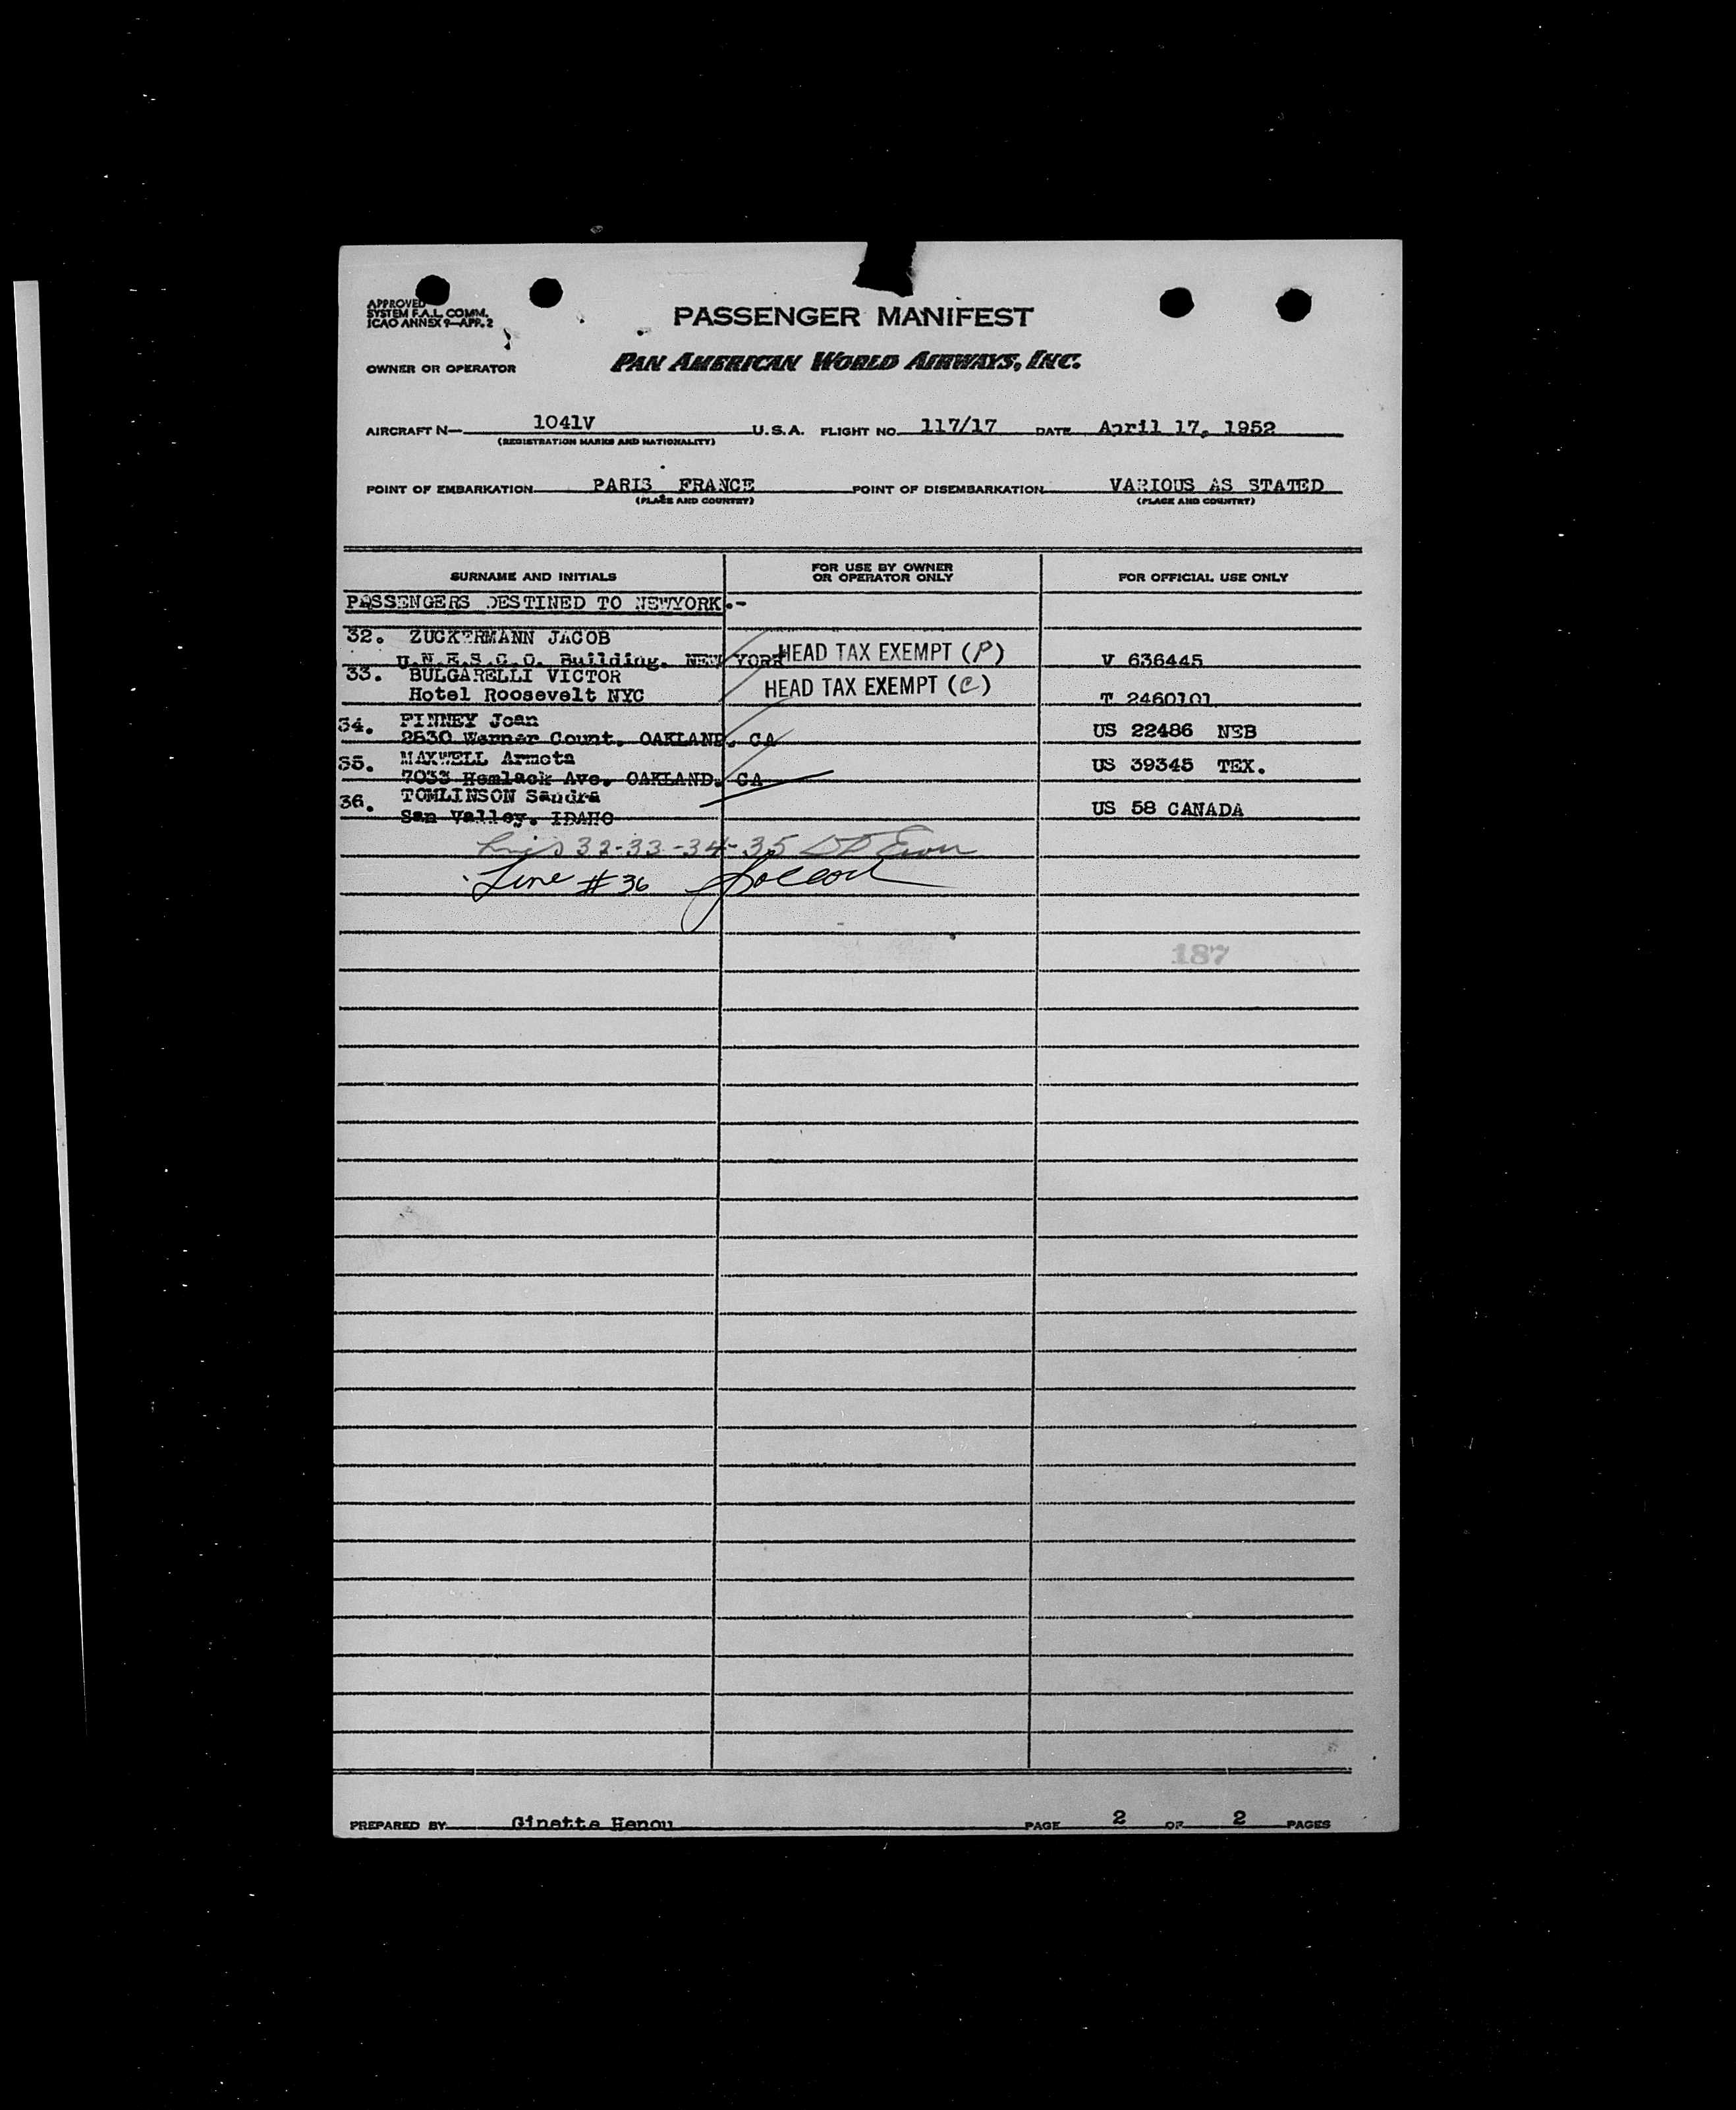 APPROVED
SYSTEM F.A.L. COMM.
ICAO ANNEX 9—APP. 2
PASSENGER MANIFEST
OWNER OR OPERATOR PAN AMERICAN WORLD AIRWAYS, INC.
AIRCRAFT N— 1041V U.S.A. FLIGHT NO. 117/17 DATE April 17, 1952
(REGISTRATION MARKS AND NATIONALITY)
POINT OF EMBARKATION PARIS FRANCE POINT OF DISEMBARKATION VARIOUS AS STATED
(PLACE AND COUNTRY) (PLACE AND COUNTRY)
SURNAME AND INITIALS FOR USE BY OWNER OR OPERATOR ONLY FOR OFFICIAL USE ONLY
PASSENGERS DESTINED TO NEWYORK.-
32. ZUCKERMANN JACOB
U.N.E.S.C.O. Building, NEW YORK HEAD TAX EXEMPT (P) V 636445
33. BULGARELLI VICTOR
Hotel Roosevelt NYC HEAD TAX EXEMPT (C) T 2460101
34. PINNEY Joan US 22486 NEB
2630 Warner Count, OAKLAND, CA
35. MAXWELL Armota US 39345 TEX.
7033 Hemlack Ave, OAKLAND, CA
36. TOMLINSON Sandra US 58 CANADA
San Valley, IDAHO
32-33-34-35
Line #36
187
PREPARED BY Ginette Henou PAGE 2 OF 2 PAGES